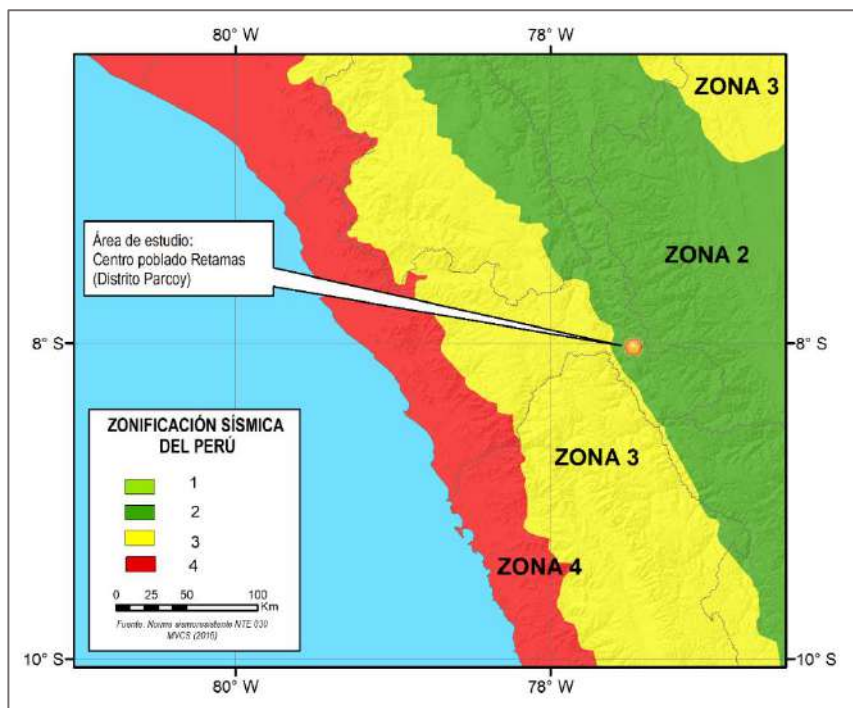 80° W
78° W
ZONA 3
ZONA 2
Área de estudio:
Centro poblado Retamas
(Distrito Parcoy)
8° S
8° S
ZONIFICACIÓN SÍSMICA
DEL PERÚ
1
2
3
4
0 25 50 100
Km
Fuente: Norma sismoresistente NTE 030
MVCS (2016)
ZONA 3
ZONA 4
10° S
10° S
80° W
78° W